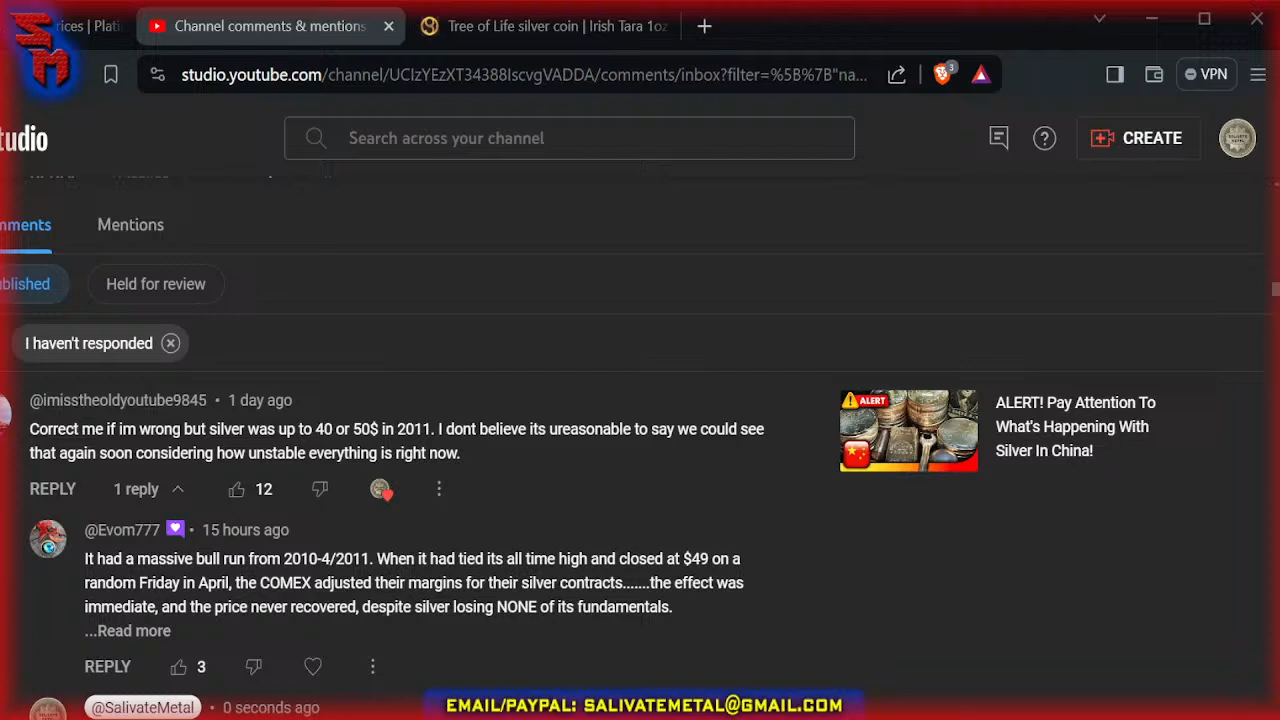 SM
rices | Plati
Channel comments & mentions
Tree of Life silver coin | Irish Tara 1oz
studio.youtube.com/channel/UCIzYEzXT34388IscvgVADDA/comments/inbox?filter=%5B%7B"na...
3
VPN
tudio
Search across your channel
CREATE
mments
Mentions
ublished
Held for review
I haven't responded
@imisstheoldyoutube9845 • 1 day ago
Correct me if im wrong but silver was up to 40 or 50$ in 2011. I dont believe its ureasonable to say we could see
that again soon considering how unstable everything is right now.
REPLY 1 reply 12
ALERT
ALERT! Pay Attention To
What's Happening With
Silver In China!
@Evom777 • 15 hours ago
It had a massive bull run from 2010-4/2011. When it had tied its all time high and closed at $49 on a
random Friday in April, the COMEX adjusted their margins for their silver contracts.......the effect was
immediate, and the price never recovered, despite silver losing NONE of its fundamentals.
...Read more
REPLY 3
@SalivateMetal • 0 seconds ago
EMAIL/PAYPAL: SALIVATEMETAL@GMAIL.COM